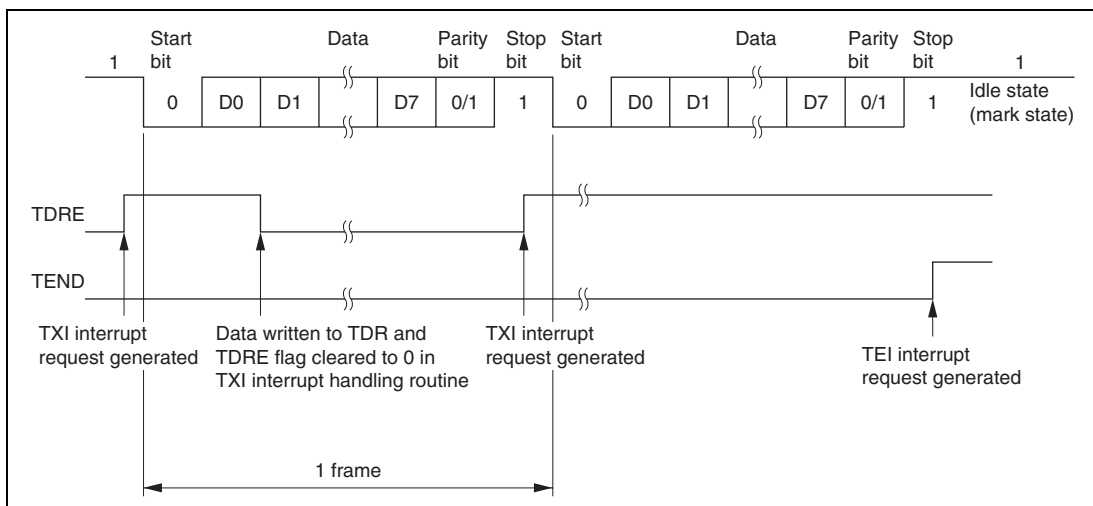 Start Data Parity Stop Start Data Parity Stop
1 bit bit bit bit bit bit 1
0 D0 D1 D7 0/1 1 0 D0 D1 D7 0/1 1 Idle state
(mark state)
TDRE
TEND
TXI interrupt
request generated
Data written to TDR and
TDRE flag cleared to 0 in
TXI interrupt handling routine
TXI interrupt
request generated
TEI interrupt
request generated
1 frame